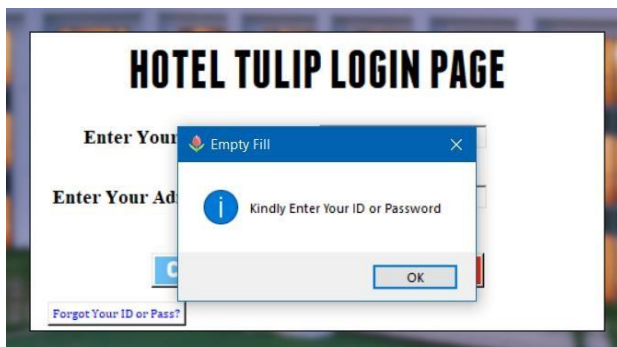 HOTEL TULIP LOGIN PAGE
Enter Your
Empty Fill
Enter Your
Kindly Enter Your ID or Password
OK
Forgot Your ID or Pass?